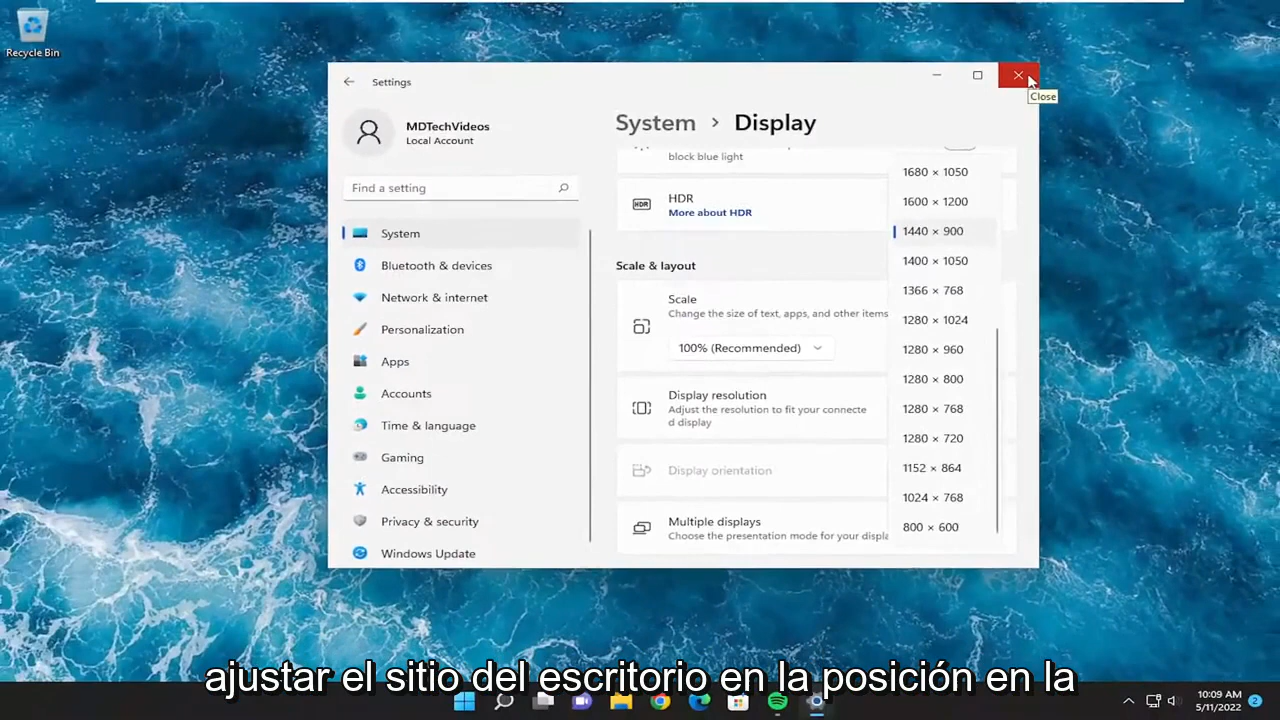 Recycle Bin
Settings
Close
MDTechVideos
Local Account
System > Display
block blue light
Find a setting
HDR
HDR
More about HDR
System
Bluetooth & devices
Network & internet
Personalization
Apps
Accounts
Time & language
Gaming
Accessibility
Privacy & security
Windows Update
Scale & layout
Scale
Change the size of text, apps, and other items
100% (Recommended)
Display resolution
Adjust the resolution to fit your connecte
d display
Display orientation
Multiple displays
Choose the presentation mode for your displa
1680 × 1050
1600 × 1200
1440 × 900
1400 × 1050
1366 × 768
1280 × 1024
1280 × 960
1280 × 800
1280 × 768
1280 × 720
1152 × 864
1024 × 768
800 × 600
ajustar el sitio del escritorio en la posición en la
10:09 AM
5/11/2022
2